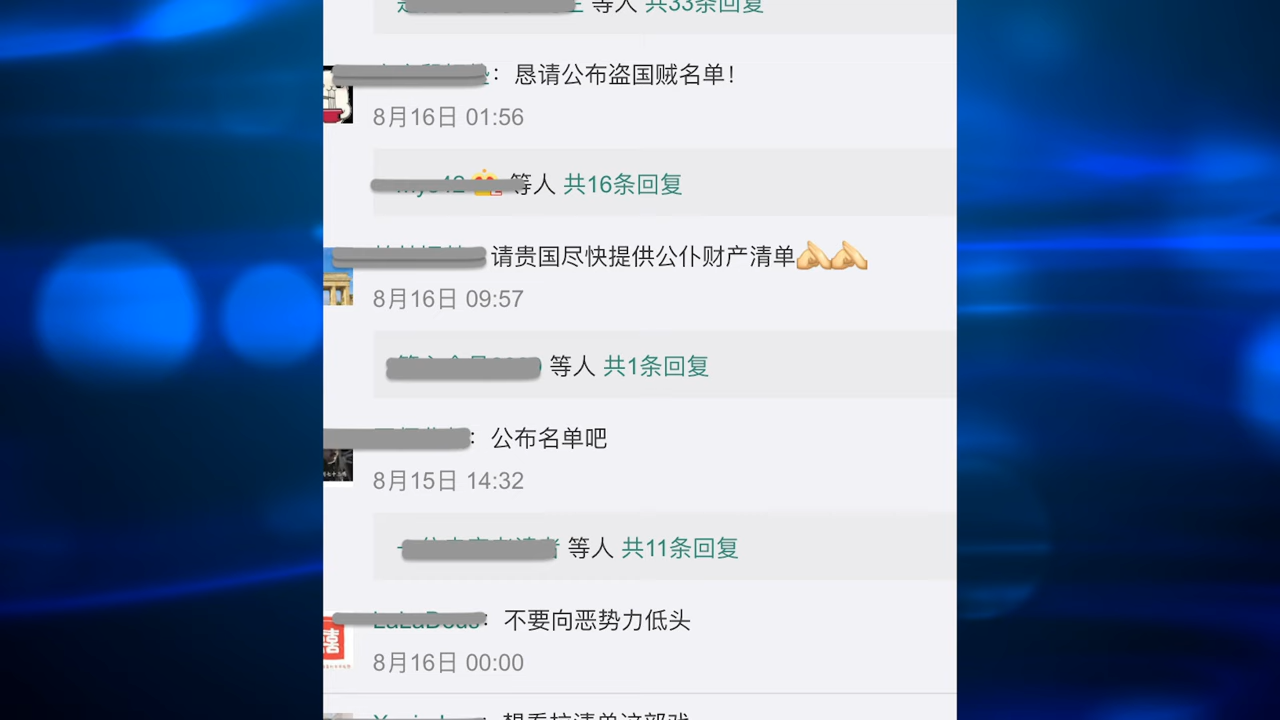 等人 共33条回复
：恳请公布盗国贼名单！
8月16日 01:56
等人 共16条回复
请贵国尽快提供公仆财产清单
8月16日 09:57
等人 共1条回复
：公布名单吧
8月15日 14:32
等人 共11条回复
：不要向恶势力低头
8月16日 00:00